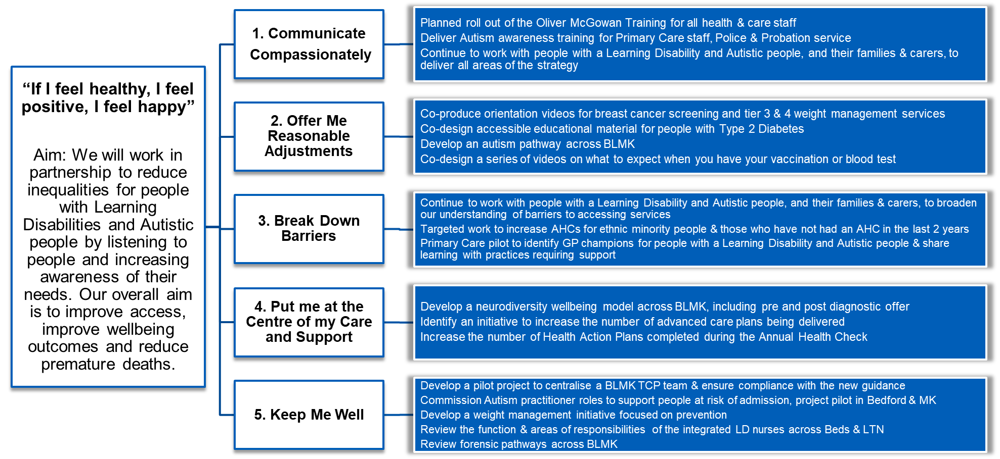 “If I feel healthy, I feel
positive, I feel happy”
Aim: We will work in
partnership to reduce
inequalities for people
with Learning
Disabilities and Autistic
people by listening to
people and increasing
awareness of their
needs. Our overall aim
is to improve access,
improve wellbeing
outcomes and reduce
premature deaths.
1. Communicate
Compassionately
Planned roll out of the Oliver McGowan Training for all health & care staff
Deliver Autism awareness training for Primary Care staff, Police & Probation service
Continue to work with people with a Learning Disability and Autistic people, and their families & carers, to
deliver all areas of the strategy
2. Offer Me
Reasonable
Adjustments
Co-produce orientation videos for breast cancer screening and tier 3 & 4 weight management services
Co-design accessible educational material for people with Type 2 Diabetes
Develop an autism pathway across BLMK
Co-design a series of videos on what to expect when you have your vaccination or blood test
3. Break Down
Barriers
Continue to work with people with a Learning Disability and Autistic people, and their families & carers, to broaden
our understanding of barriers to accessing services
Targeted work to increase AHCs for ethnic minority people & those who have not had an AHC in the last 2 years
Primary Care pilot to identify GP champions for people with a Learning Disability and Autistic people & share
learning with practices requiring support
4. Put me at the
Centre of my Care
and Support
Develop a neurodiversity wellbeing model across BLMK, including pre and post diagnostic offer
Identify an initiative to increase the number of advanced care plans being delivered
Increase the number of Health Action Plans completed during the Annual Health Check
5. Keep Me Well
Develop a pilot project to centralise a BLMK TCP team & ensure compliance with the new guidance
Commission Autism practitioner roles to support people at risk of admission, project pilot in Bedford & MK
Develop a weight management initiative focused on prevention
Review the function & areas of responsibilities of the integrated LD nurses across Beds & LTN
Review forensic pathways across BLMK